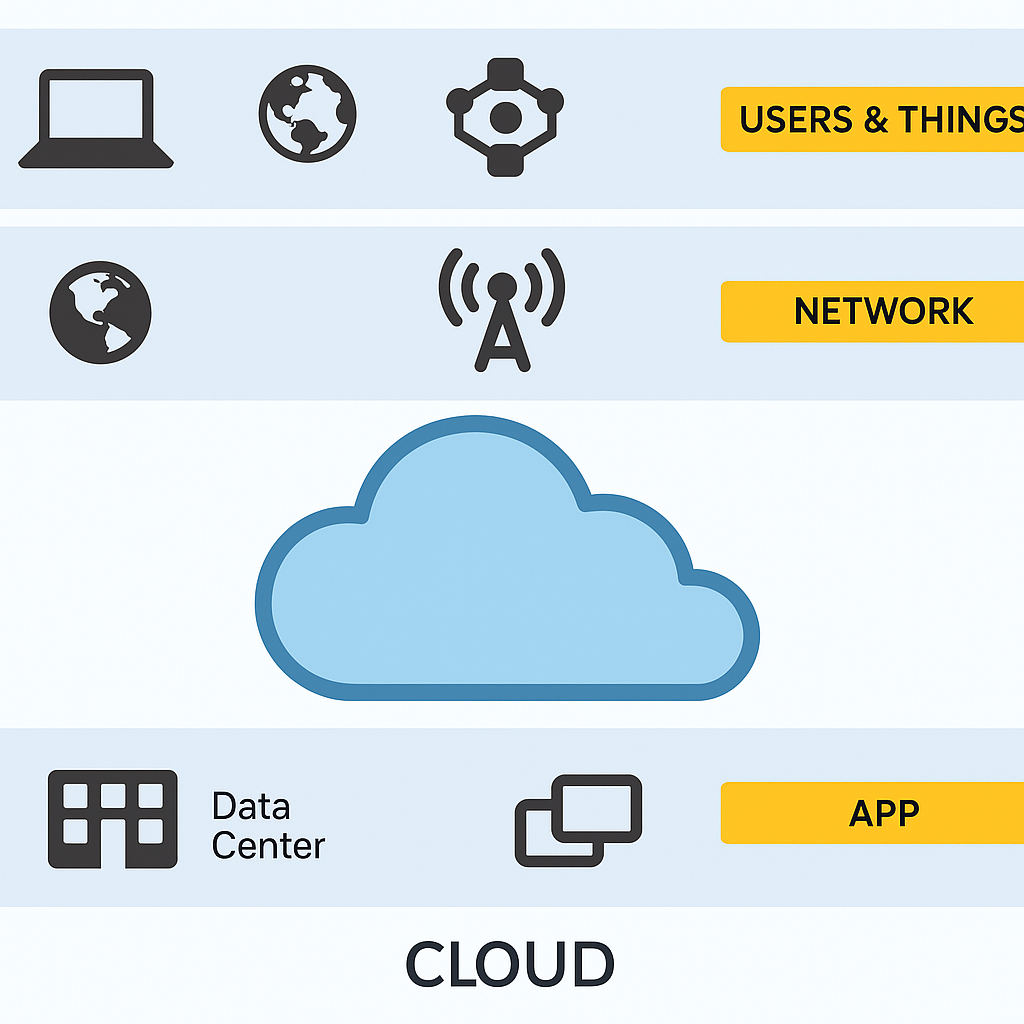 USERS & THINGS
NETWORK
Data
Center
APP
CLOUD